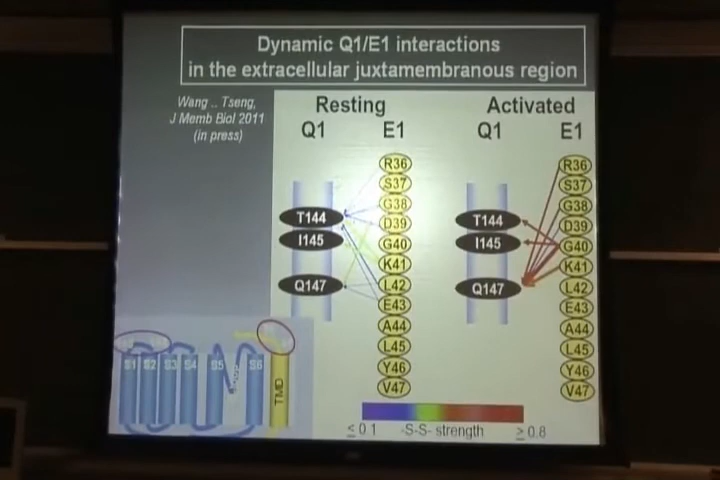 Dynamic Q1/E1 interactions
in the extracellular juxtamembranous region
Wang .. Tseng,
J Memb Biol 2011
(in press)
Resting
Q1 E1
T144
I145
Q147
R36
S37
G38
D39
G40
K41
L42
E43
A44
L45
Y46
V47
Activated
Q1 E1
T144
I145
Q147
R36
S37
G38
D39
G40
K41
L42
E43
A44
L45
Y46
V47
S1 S2 S3 S4 S5 S6
TMD
≤ 0.1 -S-S- strength ≥ 0.8